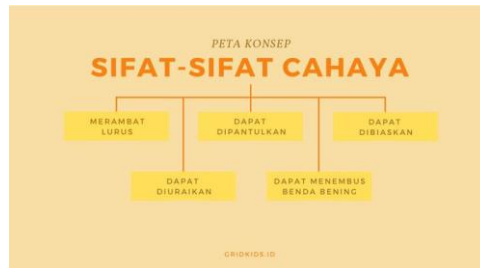 PETA KONSEP
SIFAT-SIFAT CAHAYA
MERAMBAT
LURUS
DAPAT
DIPANTULKAN
DAPAT
DIBIASKAN
DAPAT
DIURAIKAN
DAPAT MENEMBUS
BENDA BENING
GRIDKIDS.ID